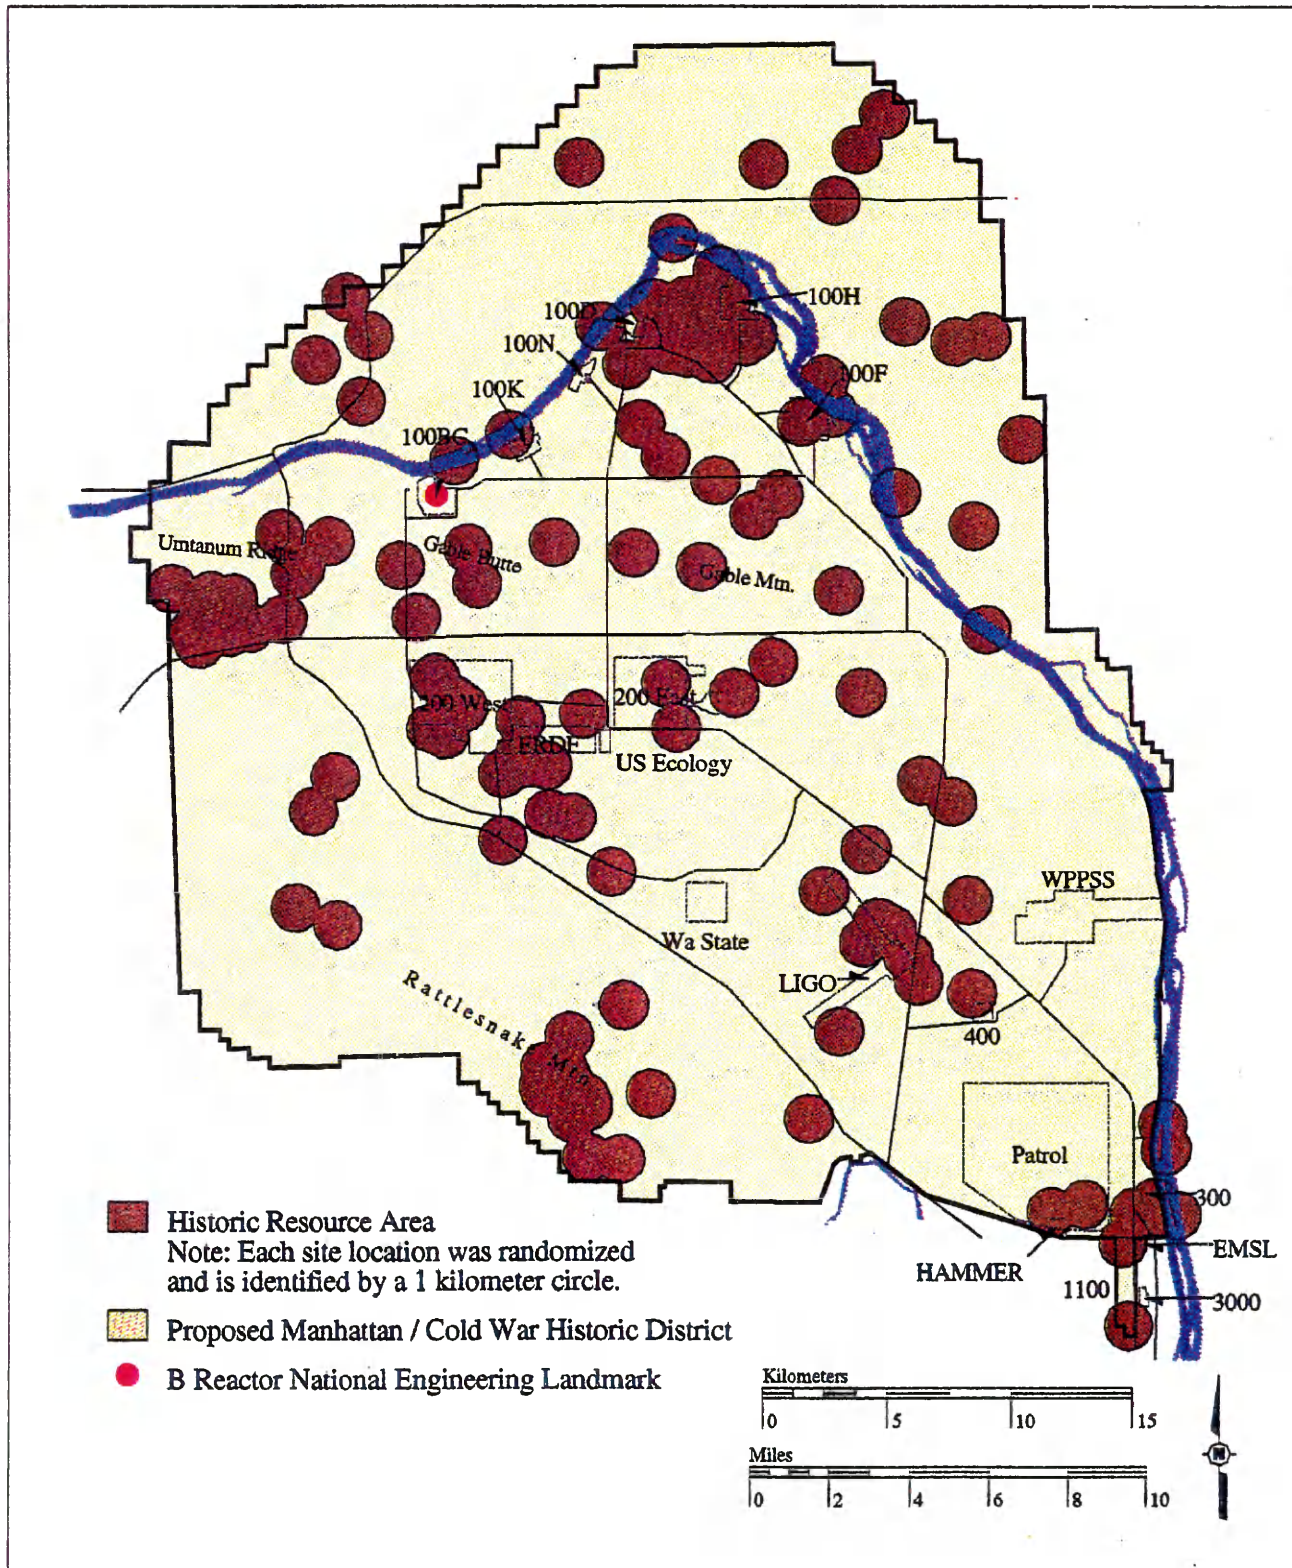 100H
100D
100N
100F
100K
100BC
Umtanum Ridge
Gable Butte
Gable Mtn.
200 West
200 East
ERDF
US Ecology
WPPSS
Wa State
LIGO
Rattlesnake Mtn
400
Patrol
300
EMSL
HAMMER
1100
3000
Historic Resource Area
Note: Each site location was randomized
and is identified by a 1 kilometer circle.
Proposed Manhattan / Cold War Historic District
B Reactor National Engineering Landmark
Kilometers
0 5 10 15
Miles
0 2 4 6 8 10
N